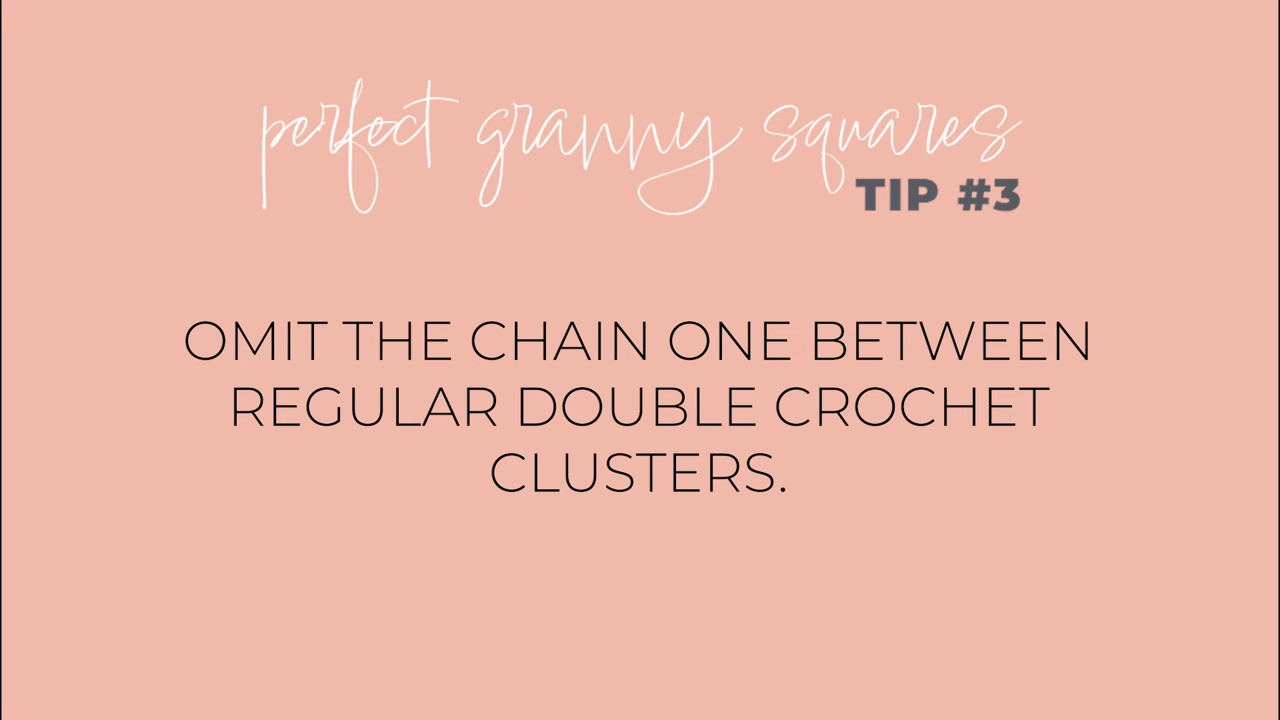 perfect granny squares
TIP #3
OMIT THE CHAIN ONE BETWEEN
REGULAR DOUBLE CROCHET
CLUSTERS.